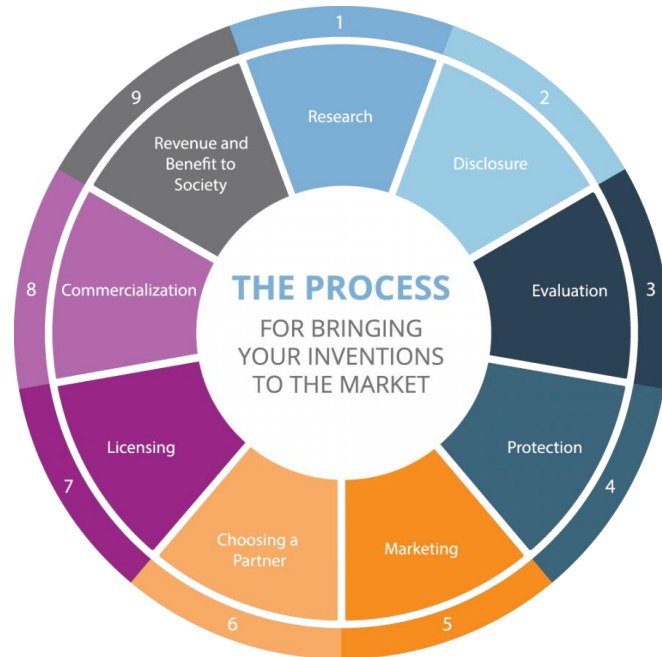 THE PROCESS
FOR BRINGING
YOUR INVENTIONS
TO THE MARKET
1
Research
2
Disclosure
3
Evaluation
4
Protection
5
Marketing
6
Choosing a
Partner
7
Licensing
8
Commercialization
9
Revenue and
Benefit to
Society